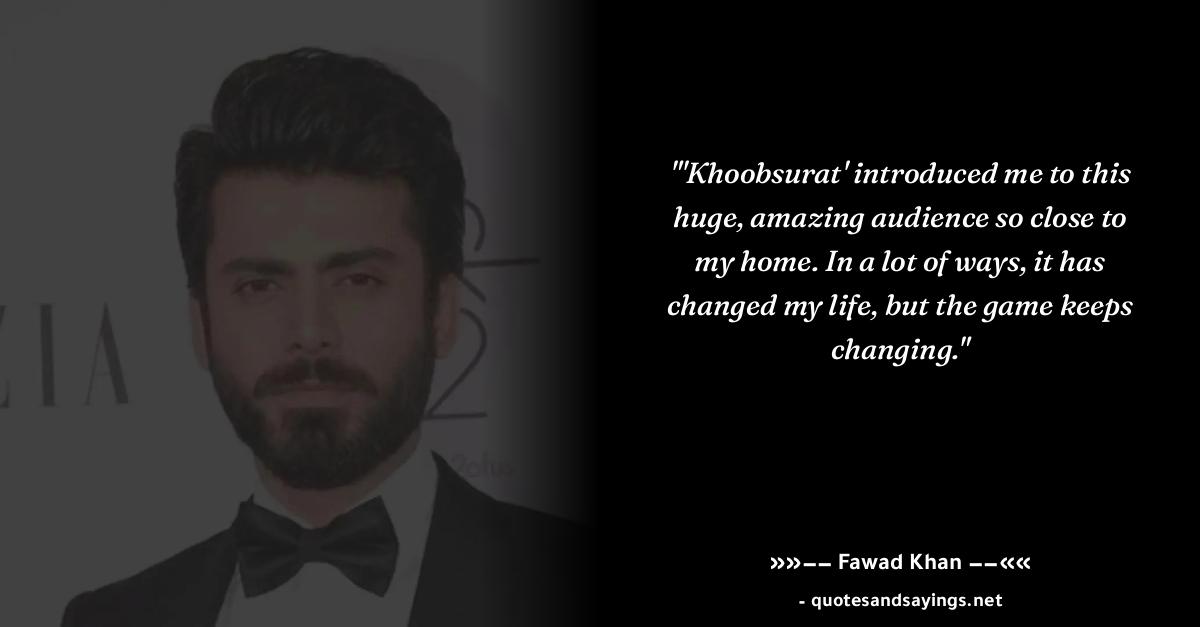 ZIA
"'Khoobsurat' introduced me to this
huge, amazing audience so close to
my home. In a lot of ways, it has
changed my life, but the game keeps
changing."
»»–– Fawad Khan ––««
- quotesandsayings.net